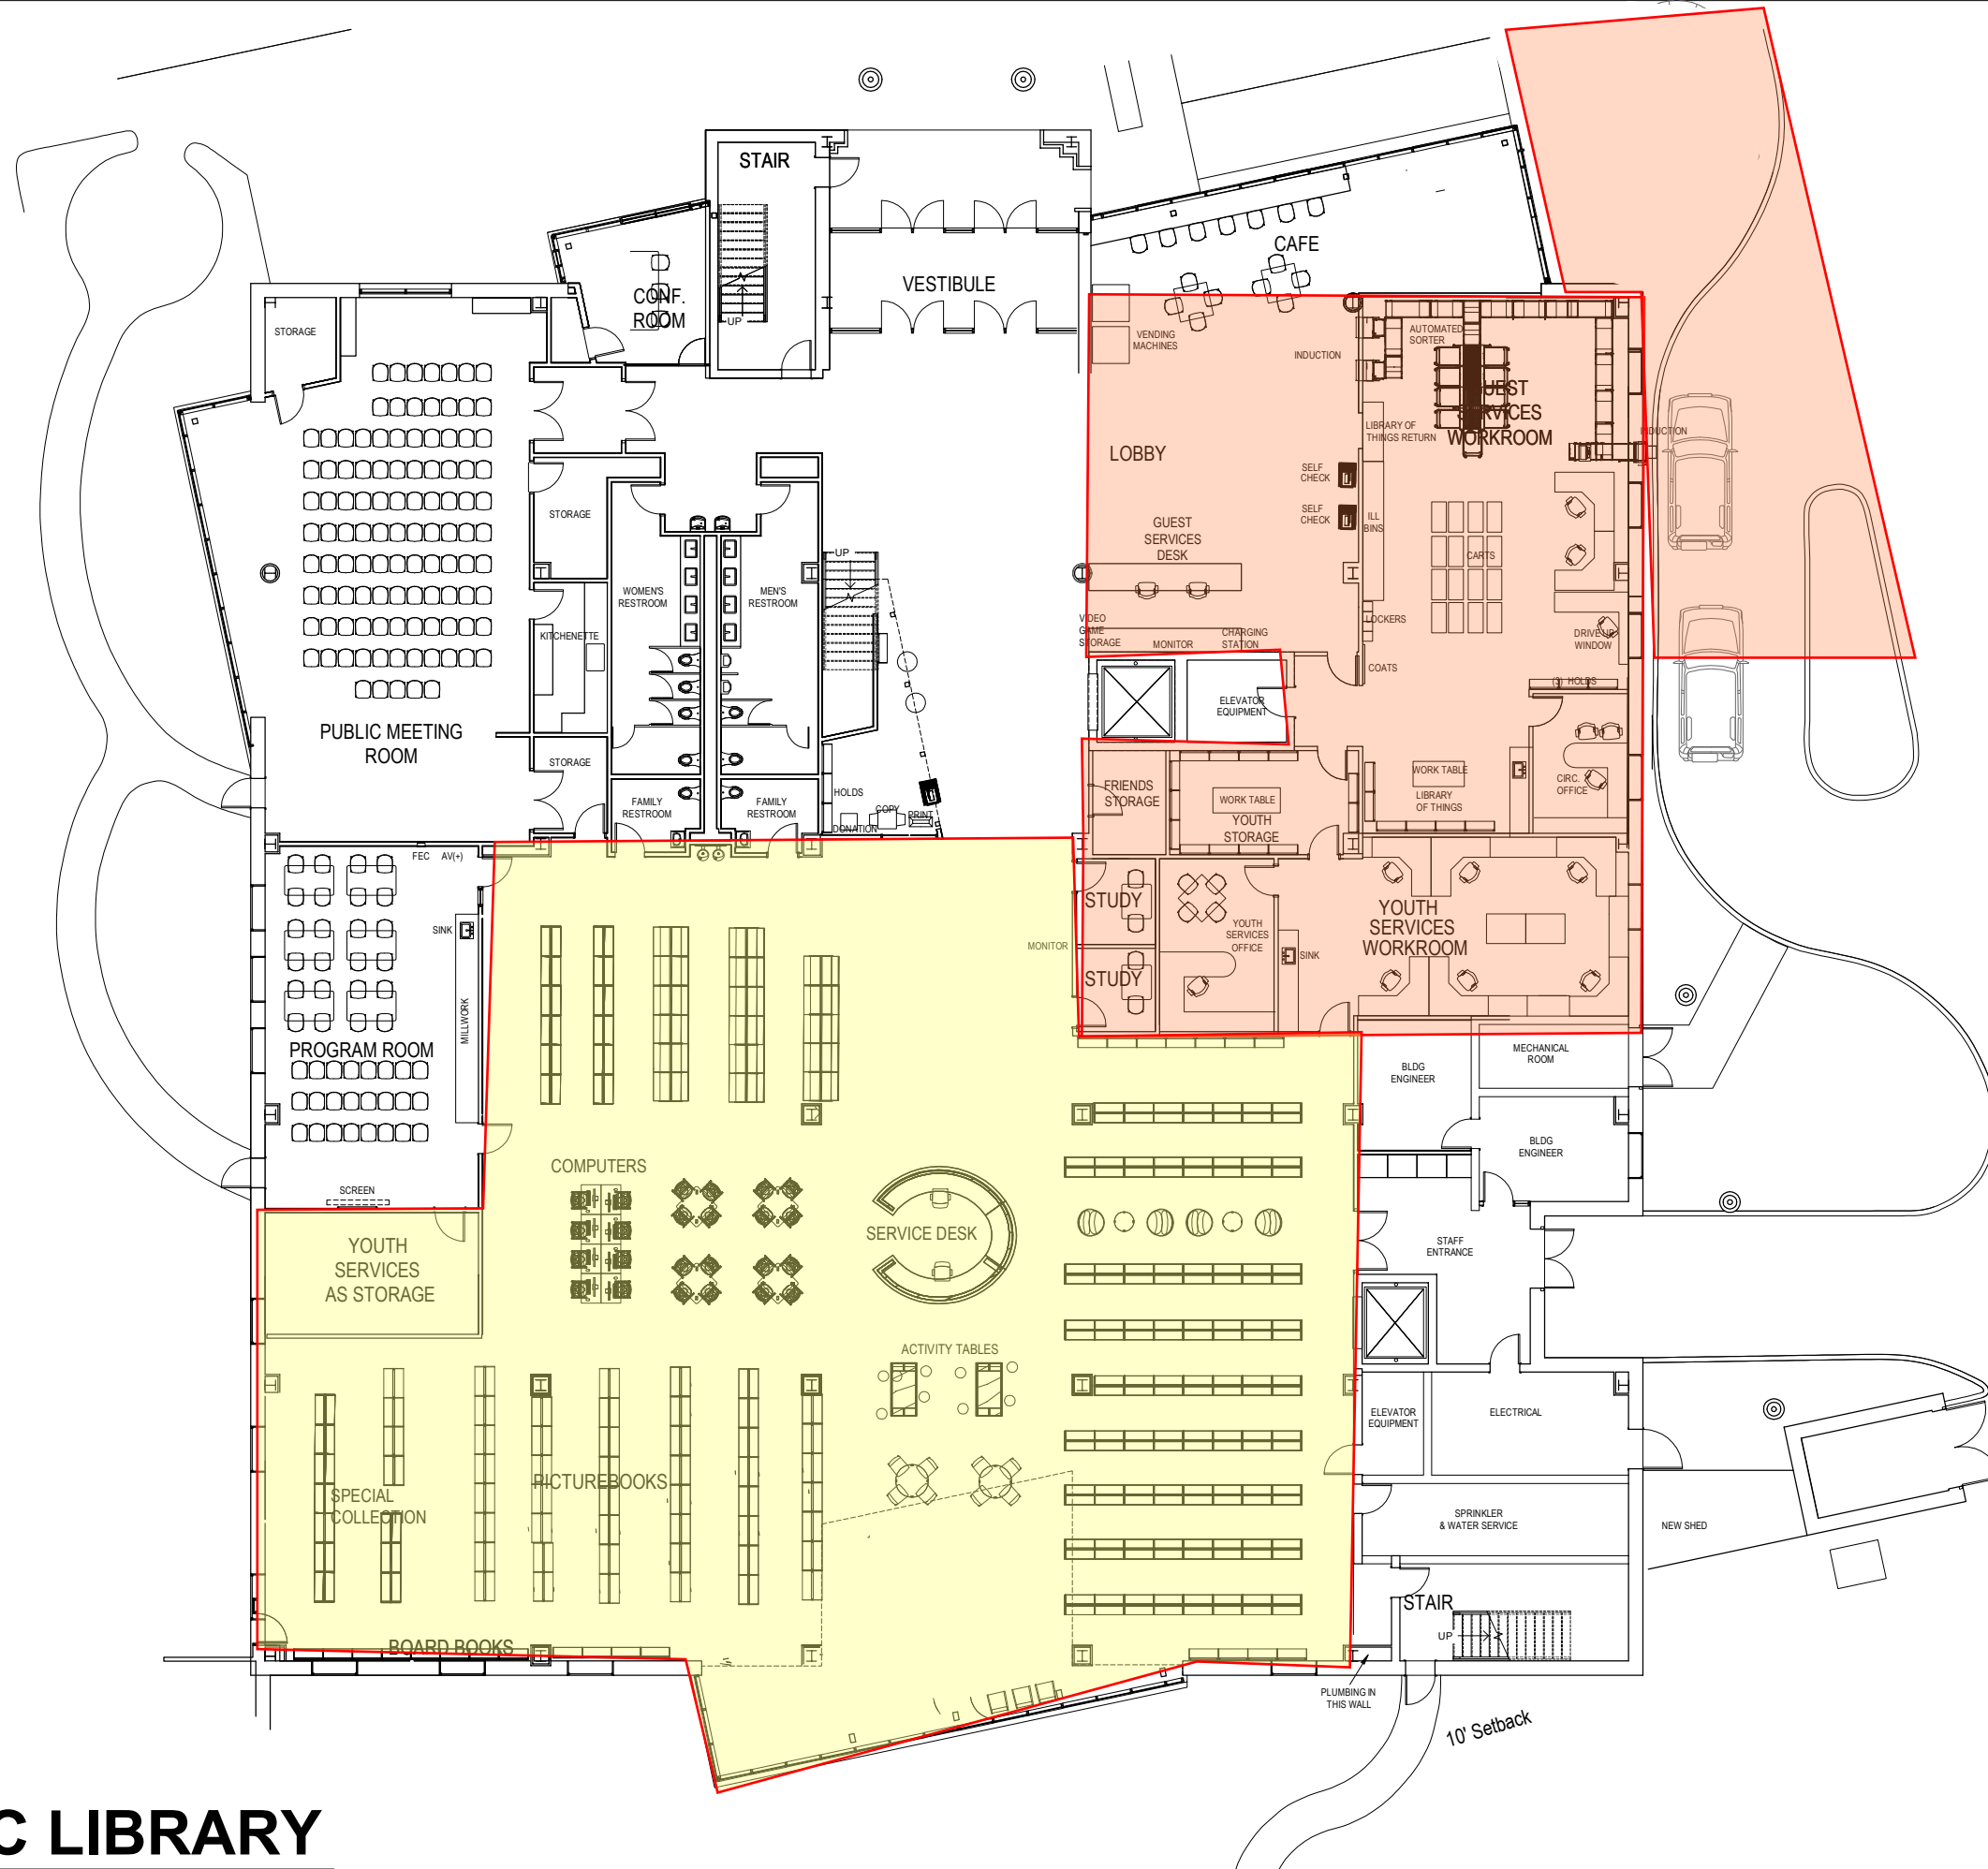 STAIR
CAFE
VESTIBULE
CONF.
ROOM
UP
STORAGE
VENDING
MACHINES
INDUCTION
AUTOMATED
SORTER
GUEST
SERVICES
WORKROOM
LIBRARY OF
THINGS RETURN
INDUCTION
LOBBY
SELF
CHECK
SELF
CHECK
ILL
BINS
STORAGE
GUEST
SERVICES
DESK
CARTS
UP
WOMEN'S
RESTROOM
MEN'S
RESTROOM
KITCHENETTE
VIDEO
GAME
STORAGE
MONITOR
CHARGING
STATION
LOCKERS
DRIVE UP
WINDOW
COATS
(3) HOLDS
ELEVATOR
EQUIPMENT
PUBLIC MEETING
ROOM
STORAGE
FAMILY
RESTROOM
FAMILY
RESTROOM
HOLDS
COPY
PRINT
DONATION
FRIENDS
STORAGE
WORK TABLE
YOUTH
STORAGE
WORK TABLE
LIBRARY
OF THINGS
CIRC.
OFFICE
FEC AV(+)
SINK
MILLWORK
STUDY
MONITOR
STUDY
YOUTH
SERVICES
OFFICE
SINK
YOUTH
SERVICES
WORKROOM
PROGRAM ROOM
BLDG
ENGINEER
MECHANICAL
ROOM
BLDG
ENGINEER
SCREEN
COMPUTERS
SERVICE DESK
STAFF
ENTRANCE
YOUTH
SERVICES
AS STORAGE
ACTIVITY TABLES
ELEVATOR
EQUIPMENT
ELECTRICAL
SPECIAL
COLLECTION
PICTUREBOOKS
SPRINKLER
& WATER SERVICE
NEW SHED
STAIR
UP
BOARD BOOKS
PLUMBING IN
THIS WALL
10' Setback
C LIBRARY